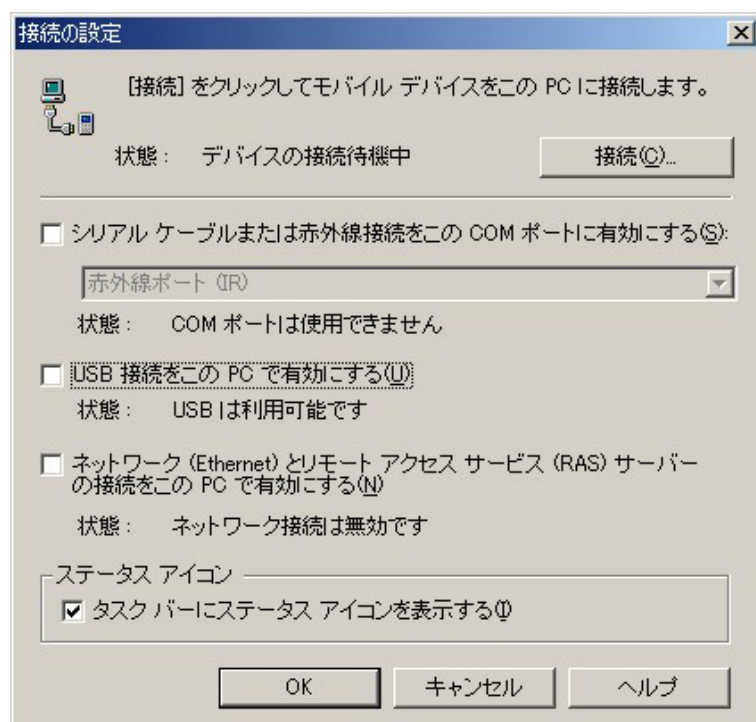 接続の設定
[接続] をクリックしてモバイル デバイスをこの PC に接続します。
状態： デバイスの接続待機中 接続(C)...
シリアル ケーブルまたは赤外線接続をこの COM ポートに有効にする(S):
赤外線ポート (IR)
状態： COM ポートは使用できません
USB 接続をこの PC で有効にする(U)
状態： USB は利用可能です
ネットワーク (Ethernet) とリモート アクセス サービス (RAS) サーバー
の接続をこの PC で有効にする(N)
状態： ネットワーク接続は無効です
ステータス アイコン
タスク バーにステータス アイコンを表示する(I)
OK キャンセル ヘルプ